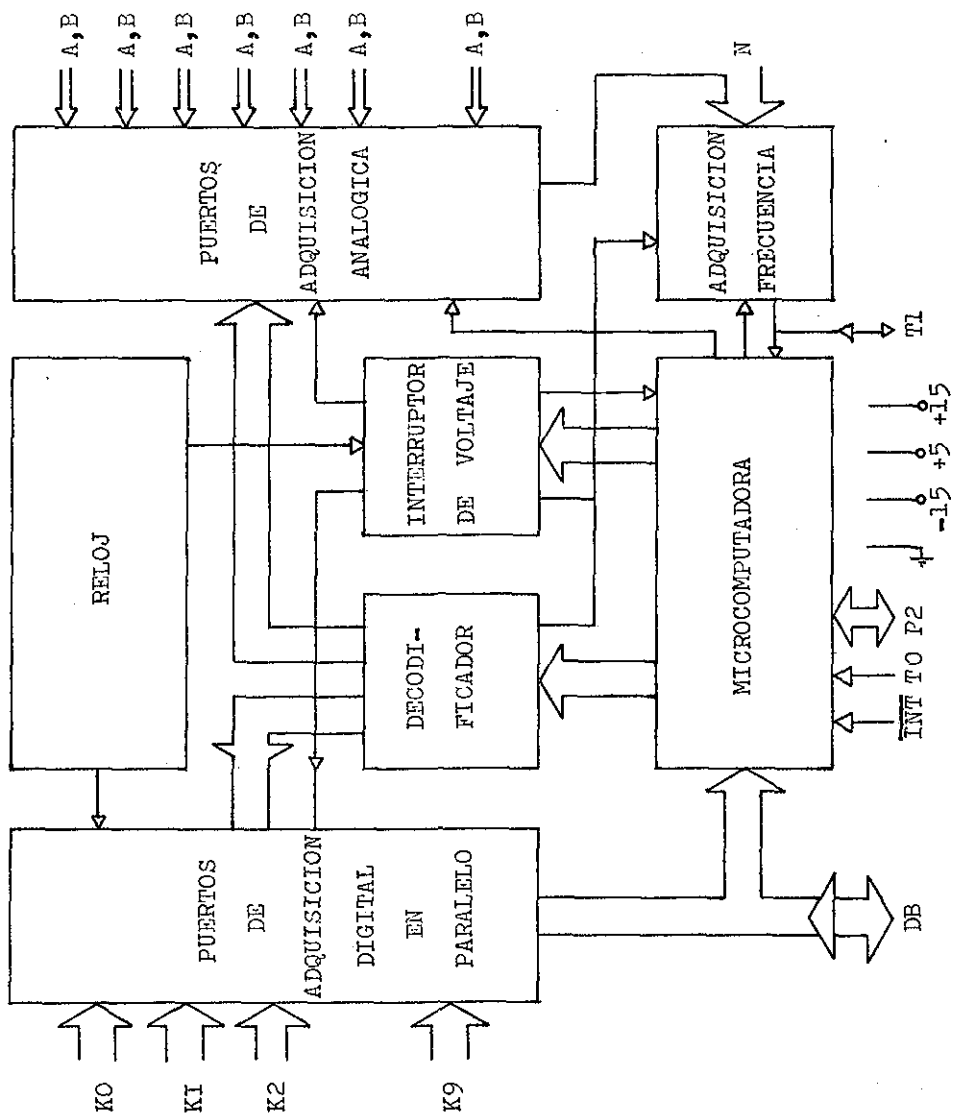 A,B
A,B
A,B
A,B
A,B
A,B
A,B
N
PUERTOS
DE
ADQUISICION
ANALOGICA
ADQUISICION
FRECUENCIA
T1
RELOJ
INTERRUPTOR
DE VOLTAJE
DECODI-
FICADOR
MICROCOMPUTADORA
+15
+5
-15
P2
TO
INT
PUERTOS
DE
ADQUISICION
DIGITAL
EN
PARALELO
DB
K0
K1
K2
K9